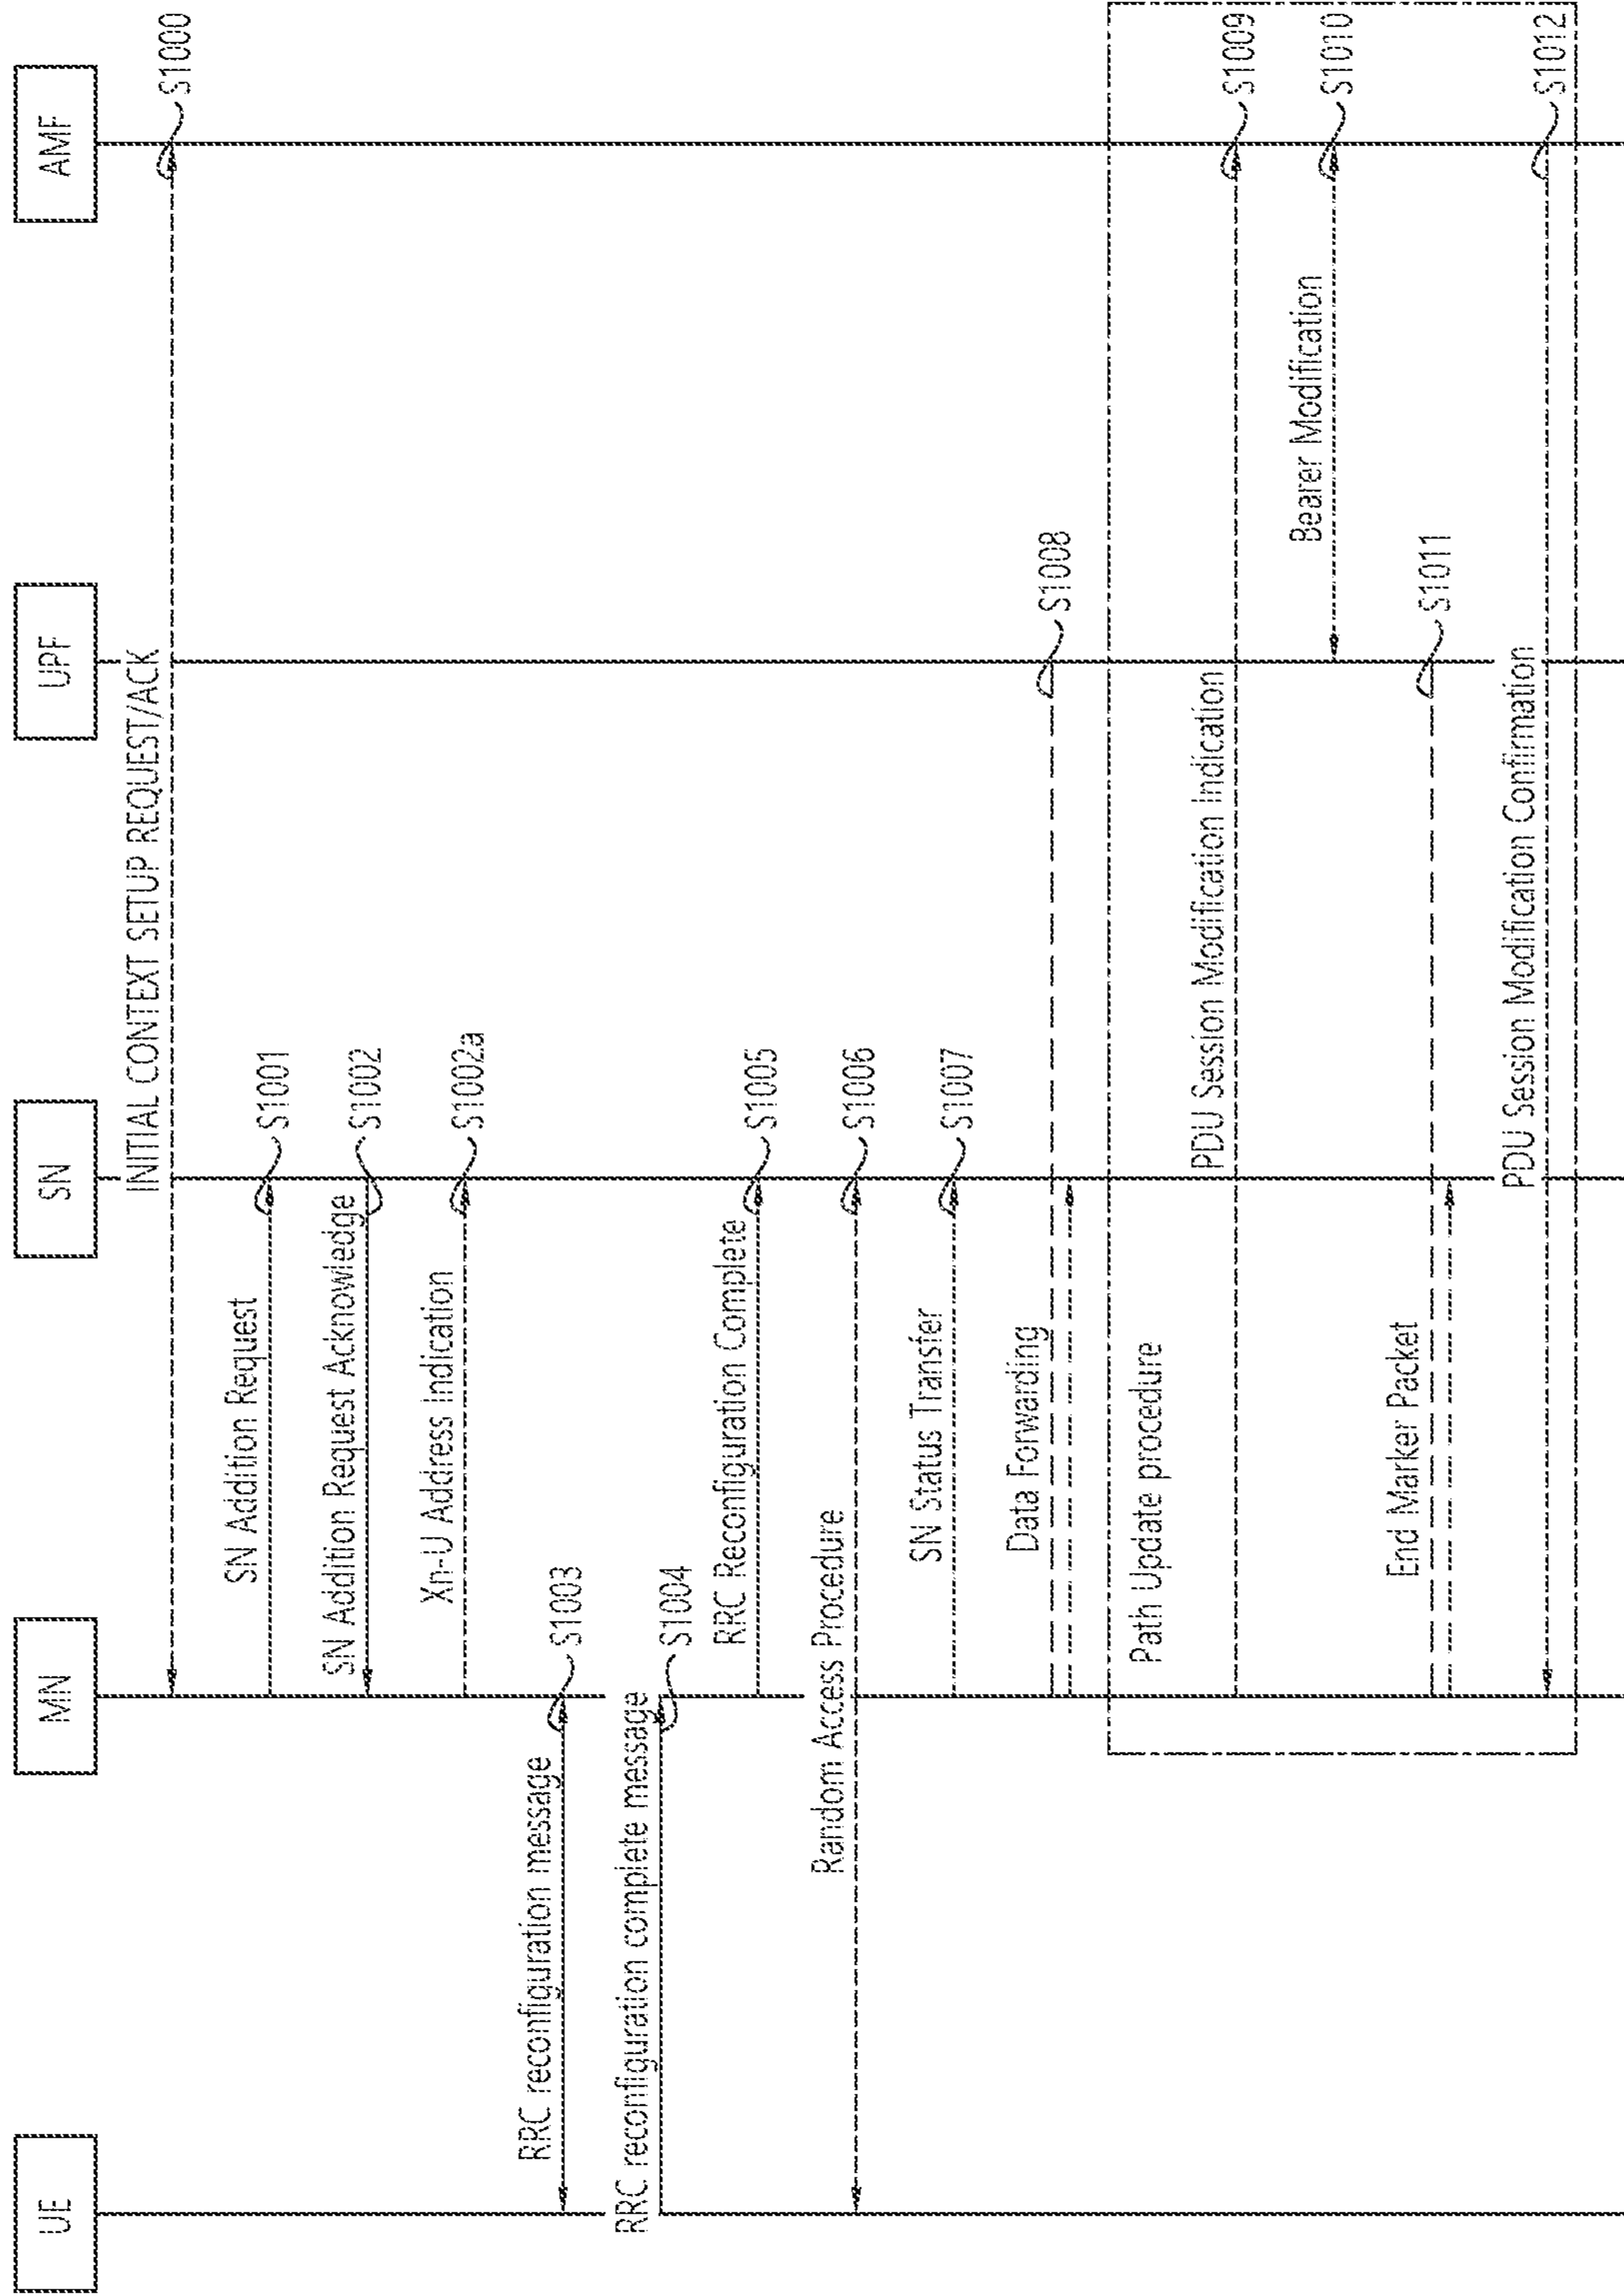 UE
MN
SN
UPF
AMF
INITIAL CONTEXT SETUP REQUEST/ACK
S1000
SN Addition Request
S1001
SN Addition Request Acknowledge
S1002
Xn-U Address Indication
S1002a
RRC reconfiguration message
S1003
RRC reconfiguration complete message
S1004
RRC Reconfiguration Complete
S1005
Random Access Procedure
S1006
SN Status Transfer
S1007
Data Forwarding
S1008
Path Update procedure
PDU Session Modification Indication
S1009
Bearer Modification
S1010
End Marker Packet
S1011
PDU Session Modification Confirmation
S1012